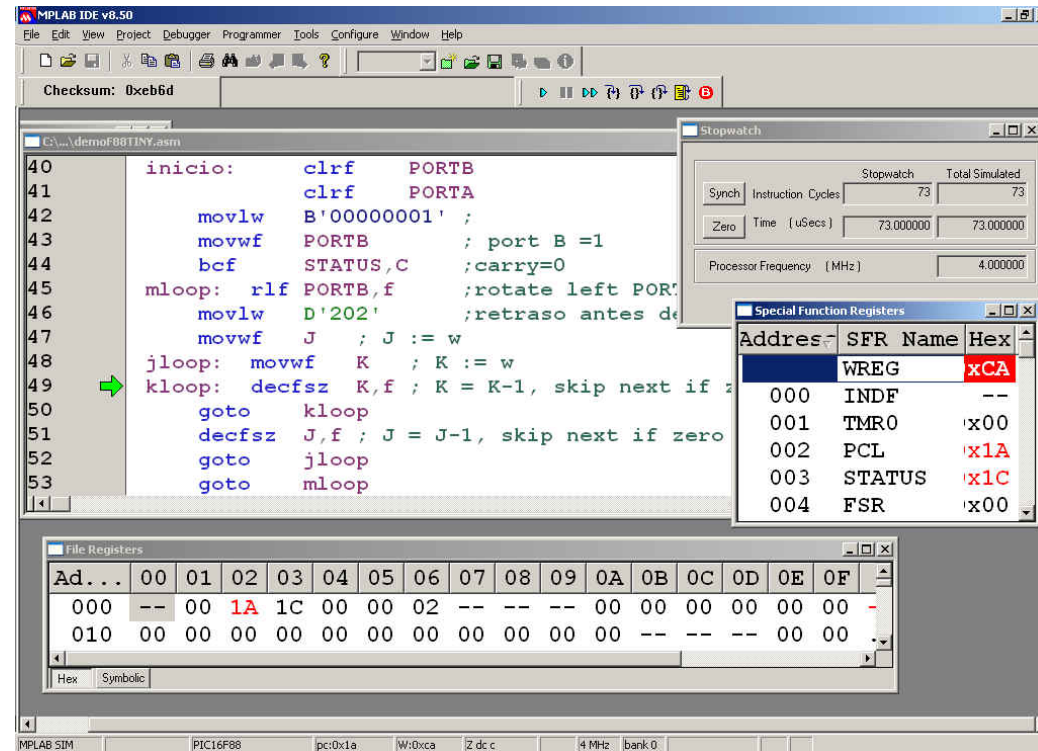 MPLAB IDE v8.50
File Edit View Project Debugger Programmer Tools Configure Window Help
Checksum: 0xeb6d
C:\...\demoF88TINY.asm
40 inicio: clrf PORTB
41 clrf PORTA
42 movlw B'00000001' ;
43 movwf PORTB ; port B =1
44 bcf STATUS,C ;carry=0
45 mloop: rlf PORTB,f ;rotate left PORT
46 movlw D'202' ;retraso antes de
47 movwf J ; J := w
48 jloop: movwf K ; K := w
49 kloop: decfsz K,f ; K = K-1, skip next if z
50 goto kloop
51 decfsz J,f ; J = J-1, skip next if zero
52 goto jloop
53 goto mloop
Stopwatch
Stopwatch Total Simulated
Synch Instruction Cycles 73 73
Zero Time (uSecs) 73.000000 73.000000
Processor Frequency (MHz) 4.000000
Special Function Registers
Address SFR Name Hex
WREG xCA
000 INDF --
001 TMR0 x00
002 PCL x1A
003 STATUS x1C
004 FSR x00
File Registers
Ad... 00 01 02 03 04 05 06 07 08 09 0A 0B 0C 0D 0E 0F
000 -- 00 1A 1C 00 00 02 -- -- -- 00 00 00 00 00 00 -
010 00 00 00 00 00 00 00 00 00 00 00 -- -- -- 00 00 .
Hex Symbolic
MPLAB SIM PIC16F88 pc:0x1a W:0xca Z dc c 4 MHz bank 0